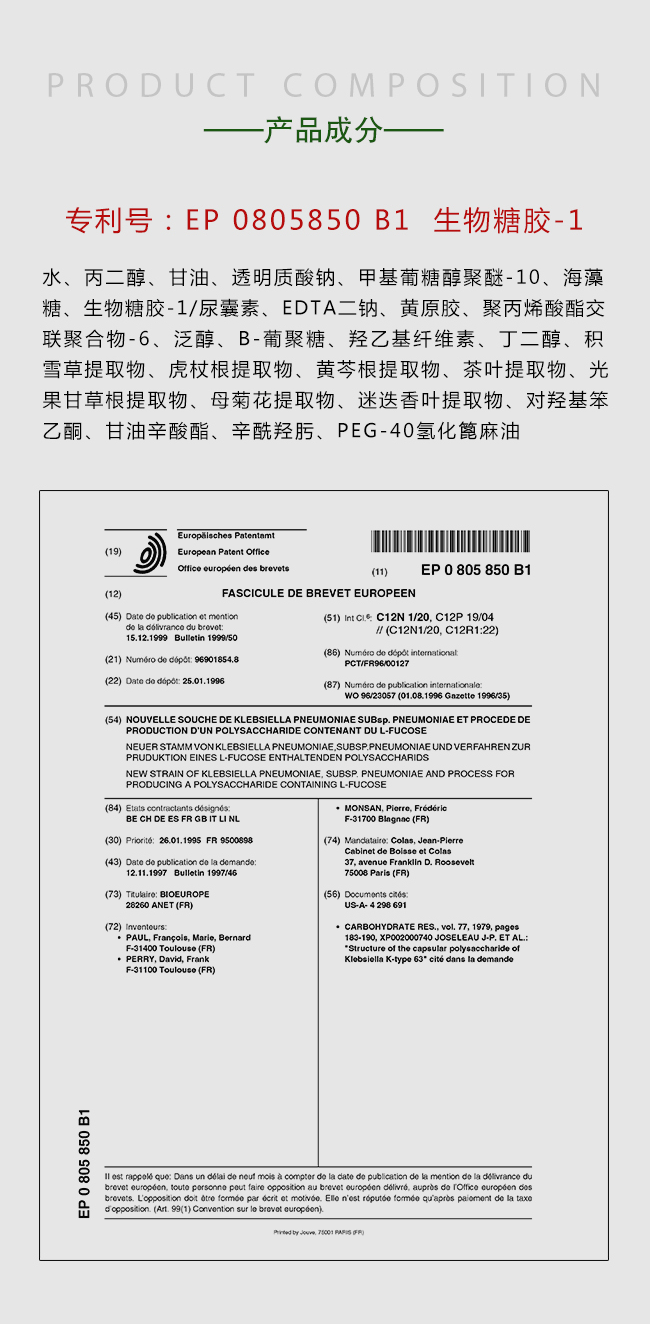 PRODUCT COMPOSITION
——产品成分——
专利号：EP 0805850 B1 生物糖胶-1
水、丙二醇、甘油、透明质酸钠、甲基葡糖醇聚醚-10、海藻
糖、生物糖胶-1/尿囊素、EDTA二钠、黄原胶、聚丙烯酸酯交
联聚合物-6、泛醇、B-葡聚糖、羟乙基纤维素、丁二醇、积
雪草提取物、虎杖根提取物、黄芩根提取物、茶叶提取物、光
果甘草根提取物、母菊花提取物、迷迭香叶提取物、对羟基笨
乙酮、甘油辛酸酯、辛酰羟肟、PEG-40氢化篦麻油
(19)
Europäisches Patentamt
European Patent Office
Office européen des brevets
(11) EP 0 805 850 B1
(12) FASCICULE DE BREVET EUROPEEN
(45) Date de publication et mention
de la délivrance du brevet:
15.12.1999 Bulletin 1999/50
(21) Numéro de dépôt: 96901854.8
(22) Date de dépôt: 25.01.1996
(51) Int Cl.6: C12N 1/20, C12P 19/04
// (C12N1/20, C12R1:22)
(86) Numéro de dépôt international:
PCT/FR96/00127
(87) Numéro de publication internationale:
WO 96/23057 (01.08.1996 Gazette 1996/35)
(54) NOUVELLE SOUCHE DE KLEBSIELLA PNEUMONIAE SUBsp. PNEUMONIAE ET PROCEDE DE
PRODUCTION D'UN POLYSACCHARIDE CONTENANT DU L-FUCOSE
NEUER STAMM VON KLEBSIELLA PNEUMONIAE,SUBSP.PNEUMONIAE UND VERFAHREN ZUR
PRUDUKTION EINES L-FUCOSE ENTHALTENDEN POLYSACCHARIDS
NEW STRAIN OF KLEBSIELLA PNEUMONIAE, SUBSP. PNEUMONIAE AND PROCESS FOR
PRODUCING A POLYSACCHARIDE CONTAINING L-FUCOSE
(84) Etats contractants désignés:
BE CH DE ES FR GB IT LI NL
(30) Priorité: 26.01.1995 FR 9500898
(43) Date de publication de la demande:
12.11.1997 Bulletin 1997/46
(73) Titulaire: BIOEUROPE
28260 ANET (FR)
(72) Inventeurs:
• PAUL, François, Marie, Bernard
F-31400 Toulouse (FR)
• PERRY, David, Frank
F-31100 Toulouse (FR)
• MONSAN, Pierre, Frédéric
F-31700 Blagnac (FR)
(74) Mandataire: Colas, Jean-Pierre
Cabinet de Boisse et Colas
37, avenue Franklin D. Roosevelt
75008 Paris (FR)
(56) Documents cités:
US-A- 4 298 691
• CARBOHYDRATE RES., vol. 77, 1979, pages
183-190, XP002000740 JOSELEAU J-P. ET AL.:
"Structure of the capsular polysaccharide of
Klebsiella K-type 63" cité dans la demande
EP 0 805 850 B1
Il est rappelé que: Dans un délai de neuf mois à compter de la date de publication de la mention de la délivrance du
brevet européen, toute personne peut faire opposition au brevet européen délivré, auprès de l'Office européen des
brevets. L'opposition doit être formée par écrit et motivée. Elle n'est réputée formée qu'après paiement de la taxe
d'opposition. (Art. 99(1) Convention sur le brevet européen).
Printed by Jouve, 75001 PARIS (FR)